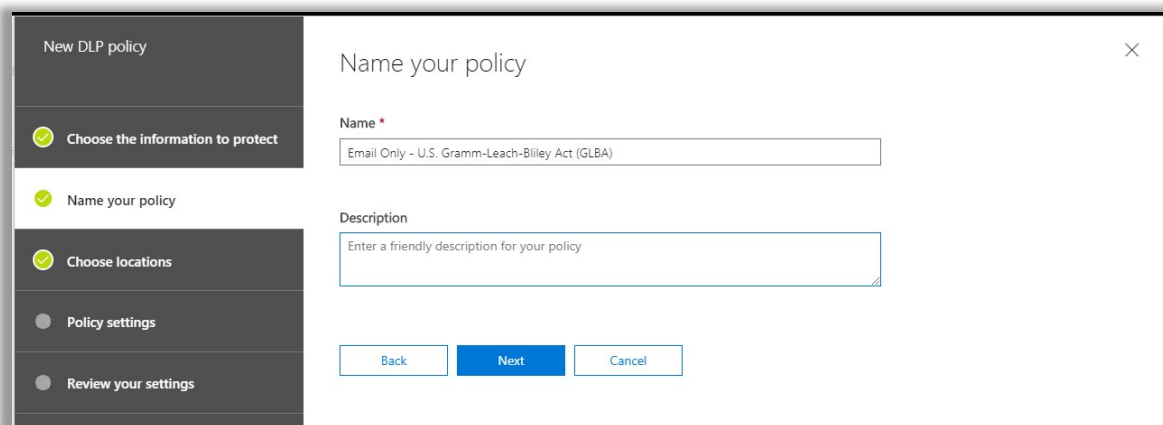 New DLP policy
Choose the information to protect
Name your policy
Choose locations
Policy settings
Review your settings
Name your policy
Name *
Email Only - U.S. Gramm-Leach-Bliley Act (GLBA)
Description
Enter a friendly description for your policy
Back
Next
Cancel